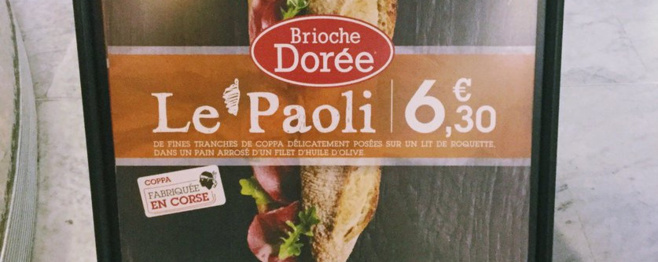 Brioche
Dorée
Le Paoli
6,30 €
DE FINES TRANCHES DE COPPA DÉLICATEMENT POSÉES SUR UN LIT DE ROQUETTE,
DANS UN PAIN ARROSÉ D'UN FILET D'HUILE D'OLIVE
COPPA
FABRIQUÉE
EN CORSE